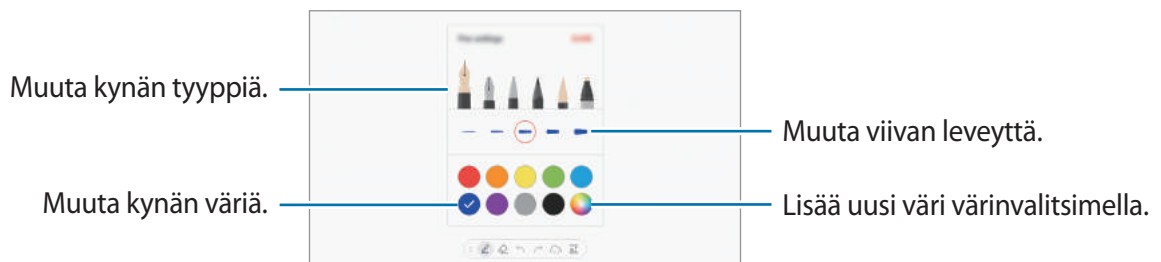 Muuta kynän tyyppiä.
Muuta viivan leveyttä.
Muuta kynän väriä.
Lisää uusi väri värinvalitsimella.